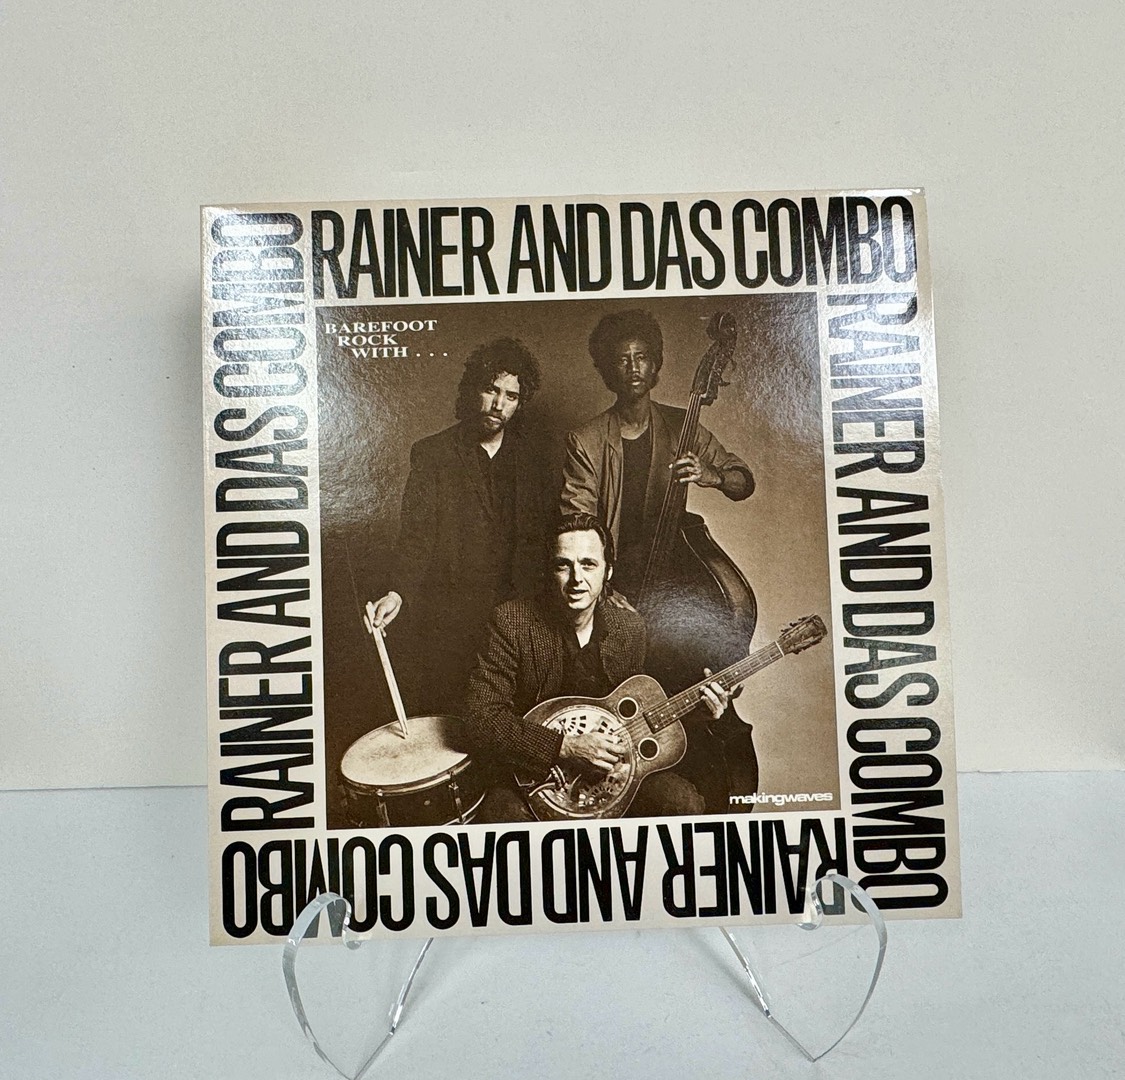 RAINER AND DAS COMBO
RAINER AND DAS COMBO
BAREFOOT
ROCK
WITH . . .
RAINER AND DAS COMBO
makingwaves
RAINER AND DAS COMBO